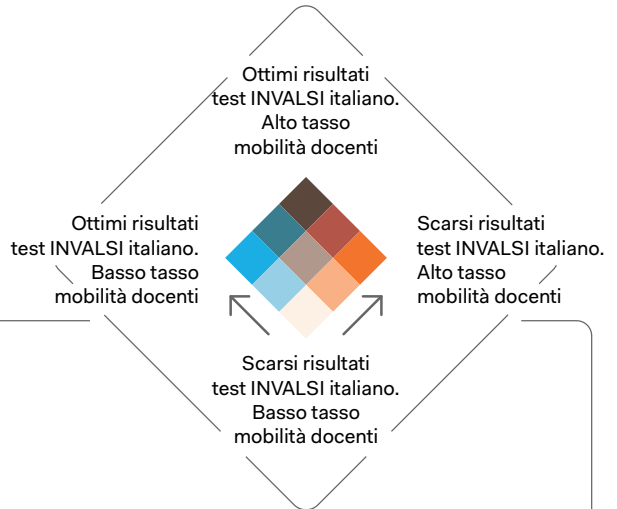 Ottimi risultati
test INVALSI italiano.
Alto tasso
mobilità docenti
Ottimi risultati
test INVALSI italiano.
Basso tasso
mobilità docenti
Scarsi risultati
test INVALSI italiano.
Alto tasso
mobilità docenti
Scarsi risultati
test INVALSI italiano.
Basso tasso
mobilità docenti